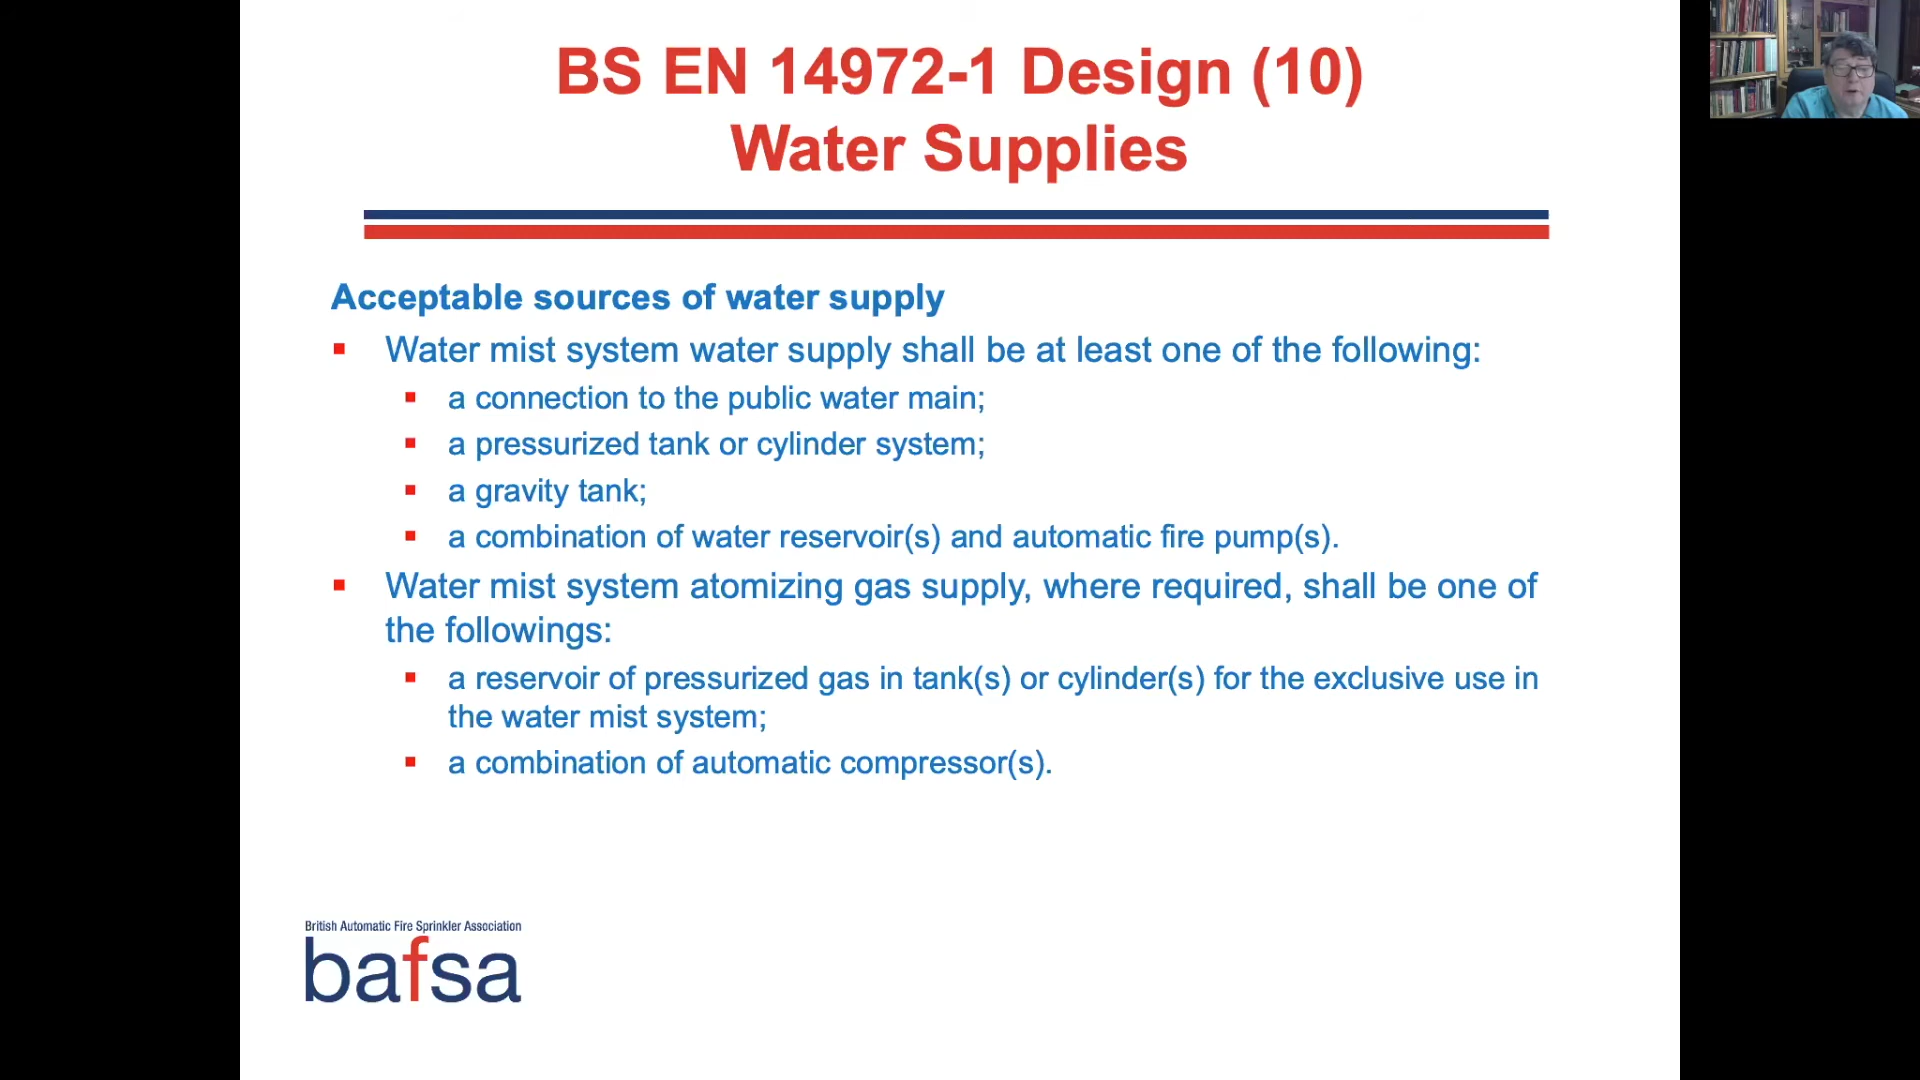 BS EN 14972-1 Design (10)
Water Supplies
Acceptable sources of water supply
Water mist system water supply shall be at least one of the following:
a connection to the public water main;
a pressurized tank or cylinder system;
a gravity tank;
a combination of water reservoir(s) and automatic fire pump(s).
Water mist system atomizing gas supply, where required, shall be one of
the followings:
a reservoir of pressurized gas in tank(s) or cylinder(s) for the exclusive use in
the water mist system;
a combination of automatic compressor(s).
British Automatic Fire Sprinkler Association
bafsa